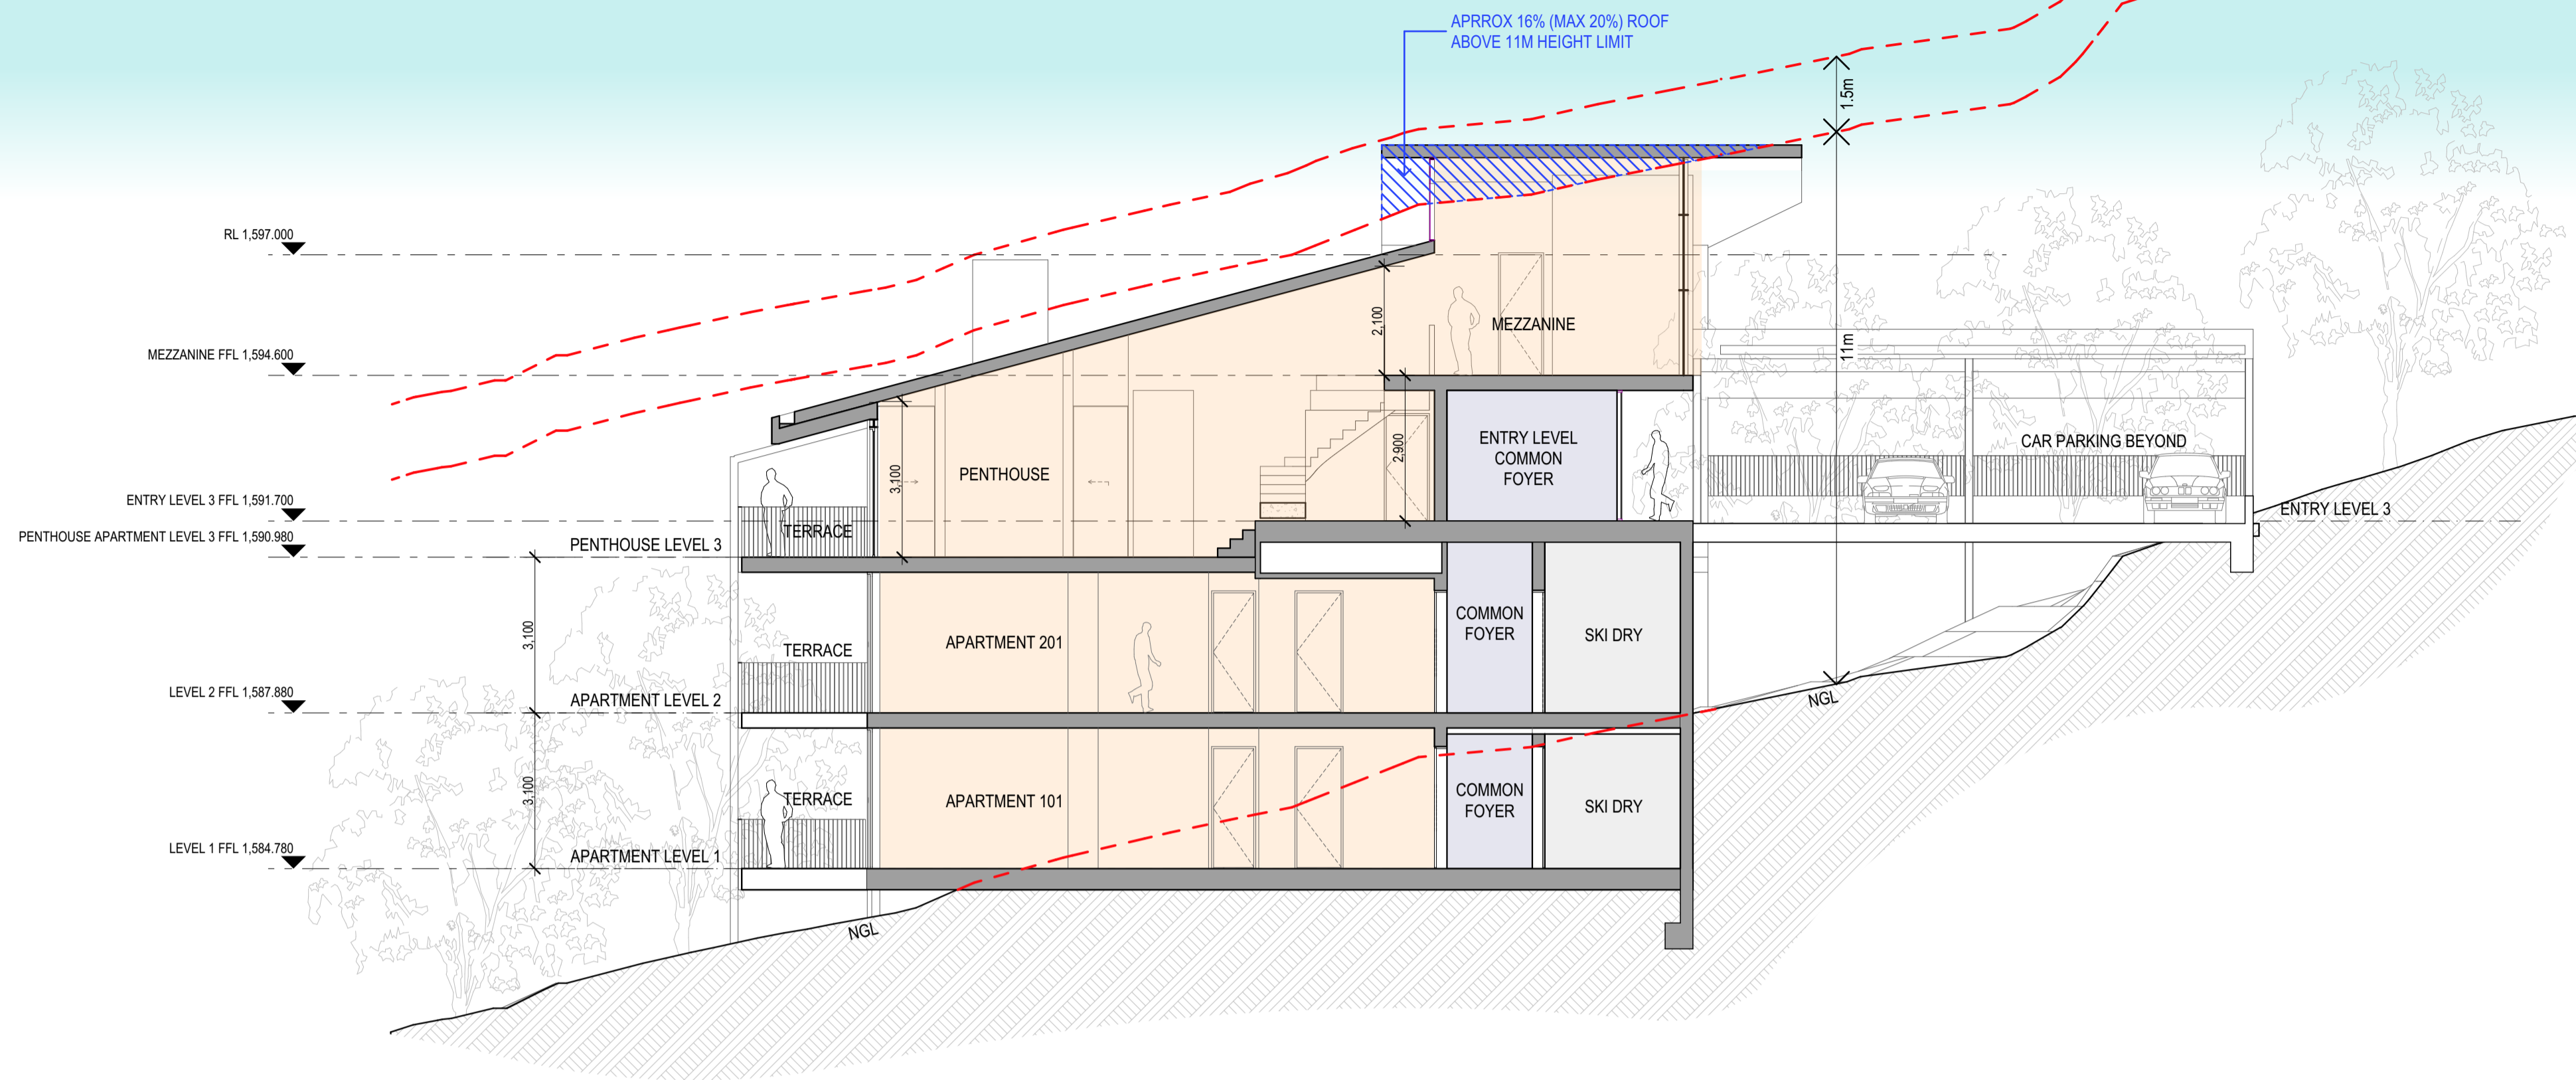 APRROX 16% (MAX 20%) ROOF
ABOVE 11M HEIGHT LIMIT
1.5m
RL 1,597.000
2,100
MEZZANINE
11m
MEZZANINE FFL 1,594.600
ENTRY LEVEL
COMMON
FOYER
CAR PARKING BEYOND
2,900
3,100
PENTHOUSE
ENTRY LEVEL 3 FFL 1,591.700
ENTRY LEVEL 3
TERRACE
PENTHOUSE APARTMENT LEVEL 3 FFL 1,590.980
PENTHOUSE LEVEL 3
3,100
TERRACE
APARTMENT 201
COMMON
FOYER
SKI DRY
LEVEL 2 FFL 1,587.880
APARTMENT LEVEL 2
NGL
3,100
TERRACE
APARTMENT 101
COMMON
FOYER
SKI DRY
LEVEL 1 FFL 1,584.780
APARTMENT LEVEL 1
NGL